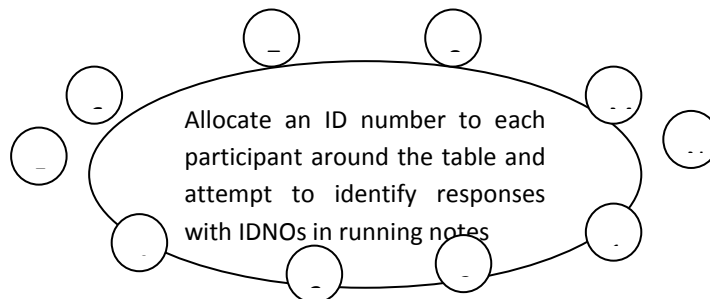 Allocate an ID number to each
participant around the table and
attempt to identify responses
with IDNOs in running notes